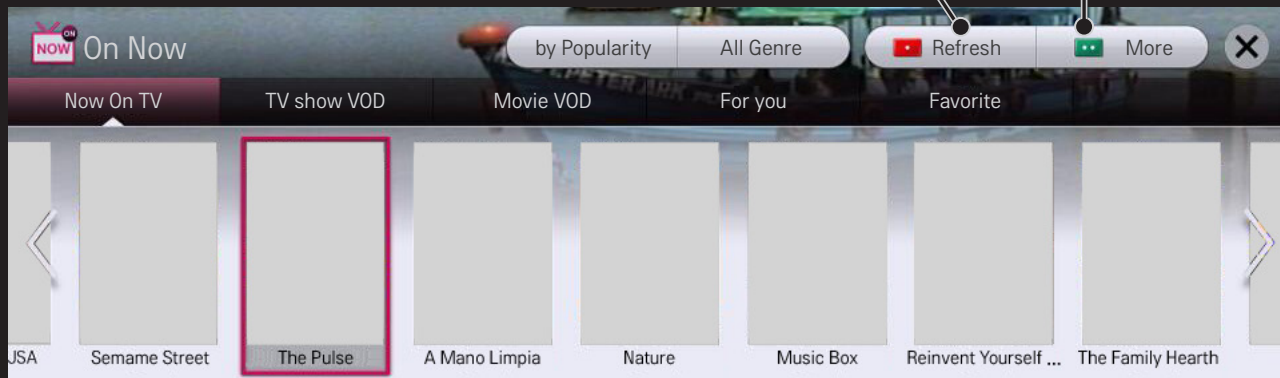 NOW ON On Now by Popularity All Genre Refresh More
Now On TV TV show VOD Movie VOD For you Favorite
JSA Semame Street The Pulse A Mano Limpia Nature Music Box Reinvent Yourself ... The Family Hearth